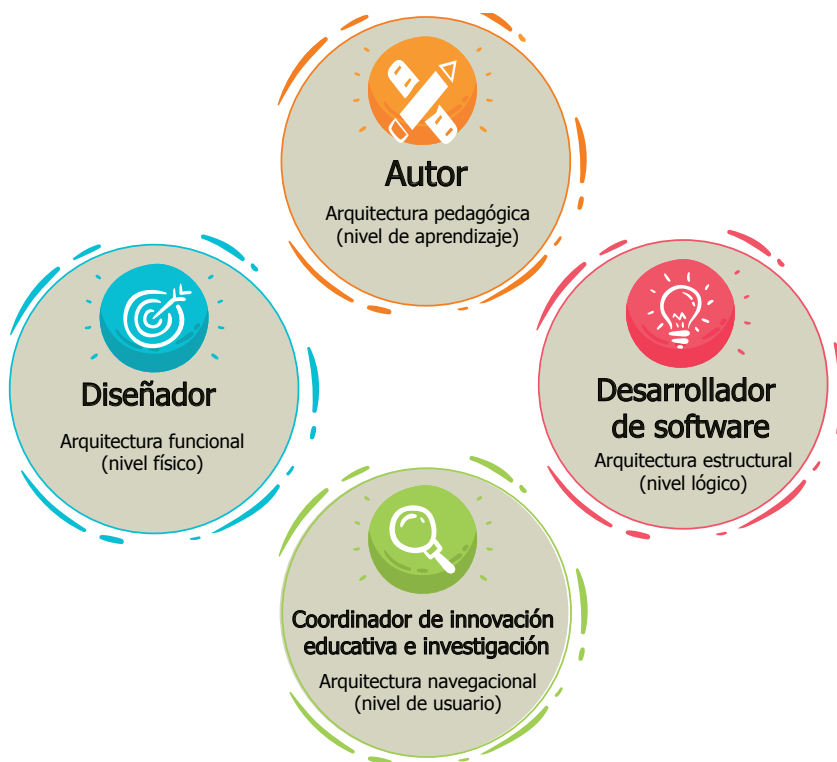 Autor
Arquitectura pedagógica
(nivel de aprendizaje)
Diseñador
Arquitectura funcional
(nivel físico)
Desarrollador
de software
Arquitectura estructural
(nivel lógico)
Coordinador de innovación
educativa e investigación
Arquitectura navegacional
(nivel de usuario)